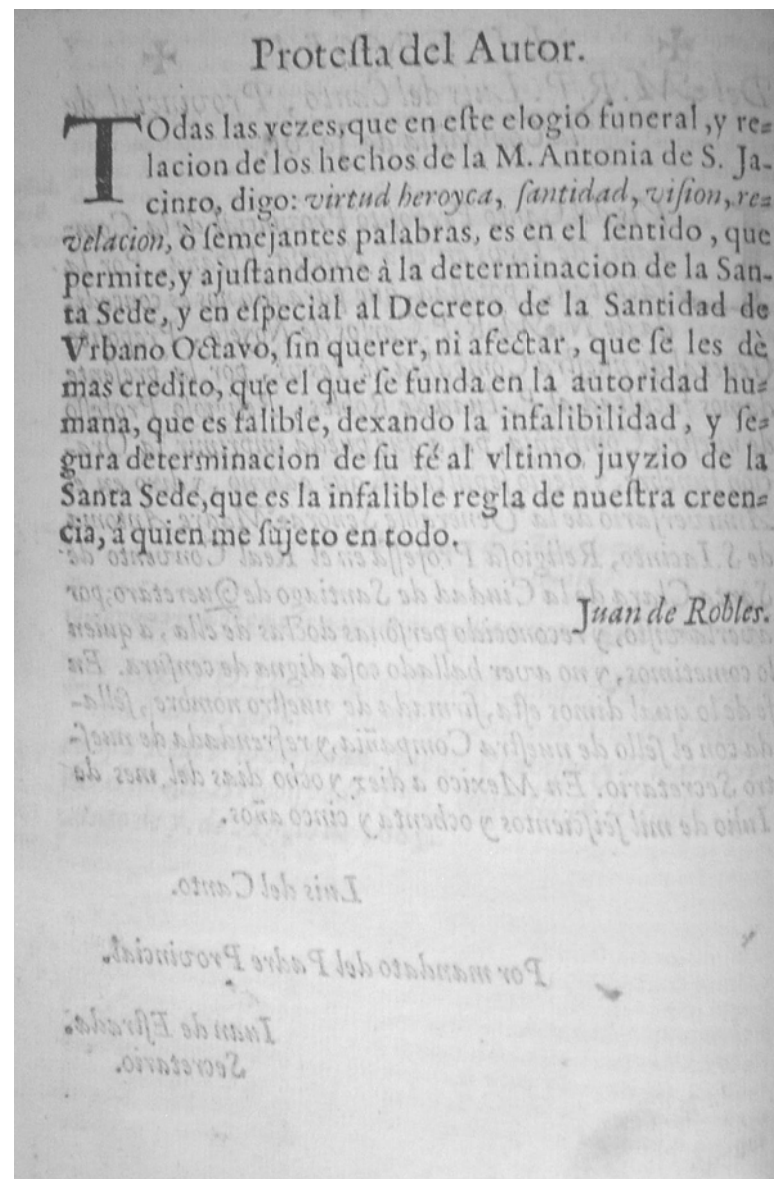 Protesta del Autor.
TOdas las vezes, que en este elogio funeral, y re=
lacion de los hechos de la M. Antonia de S. Ja-
cinto, digo: virtud heroyca, santidad, vision, re=
velacion, ò semejantes palabras, es en el sentido, que
permite, y ajustandome à la determinacion de la San-
ta Sede, y en especial al Decreto de la Santidad de
Vrbano Octavo, sin querer, ni afectar, que se les dè
mas credito, que el que se funda en la autoridad hu=
mana, que es falible, dexando la infalibilidad, y se=
gura determinacion de su fé al vltimo juyzio de la
Santa Sede, que es la infalible regla de nuestra creen=
cia, à quien me sujeto en todo.
Juan de Robles.